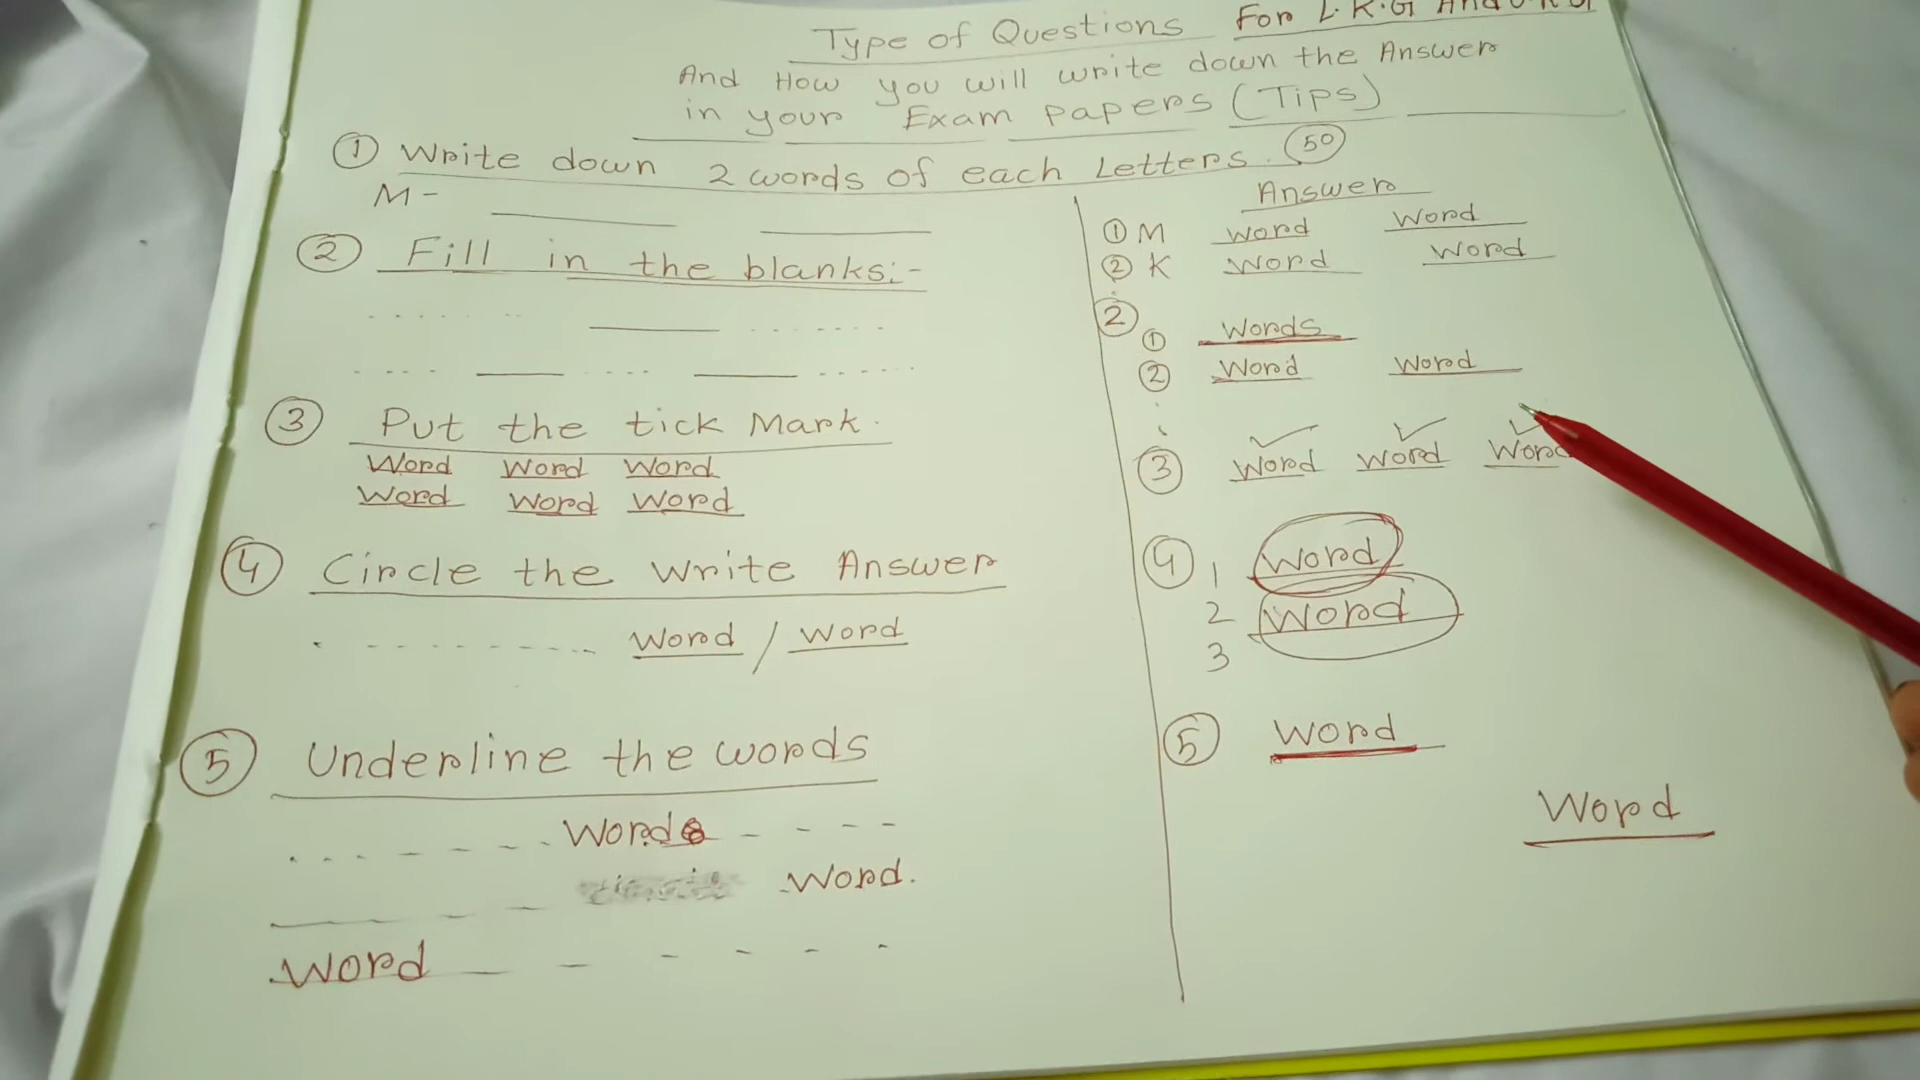 Type of Questions For L.K.G And U.K.G
And How you will write down the Answer
in your Exam papers (Tips)
① Write down 2 words of each Letters. 50
M -
② Fill in the blanks:-
③ Put the tick Mark.
Word Word Word
Word Word Word
④ Circle the Write Answer
Word / Word
⑤ Underline the words
Words
Word.
Word
Answer
① M Word Word
② K Word Word
②
① Words
② Word Word
③ Word Word Word
④ 1 Word
2 Word
3
⑤ Word
Word